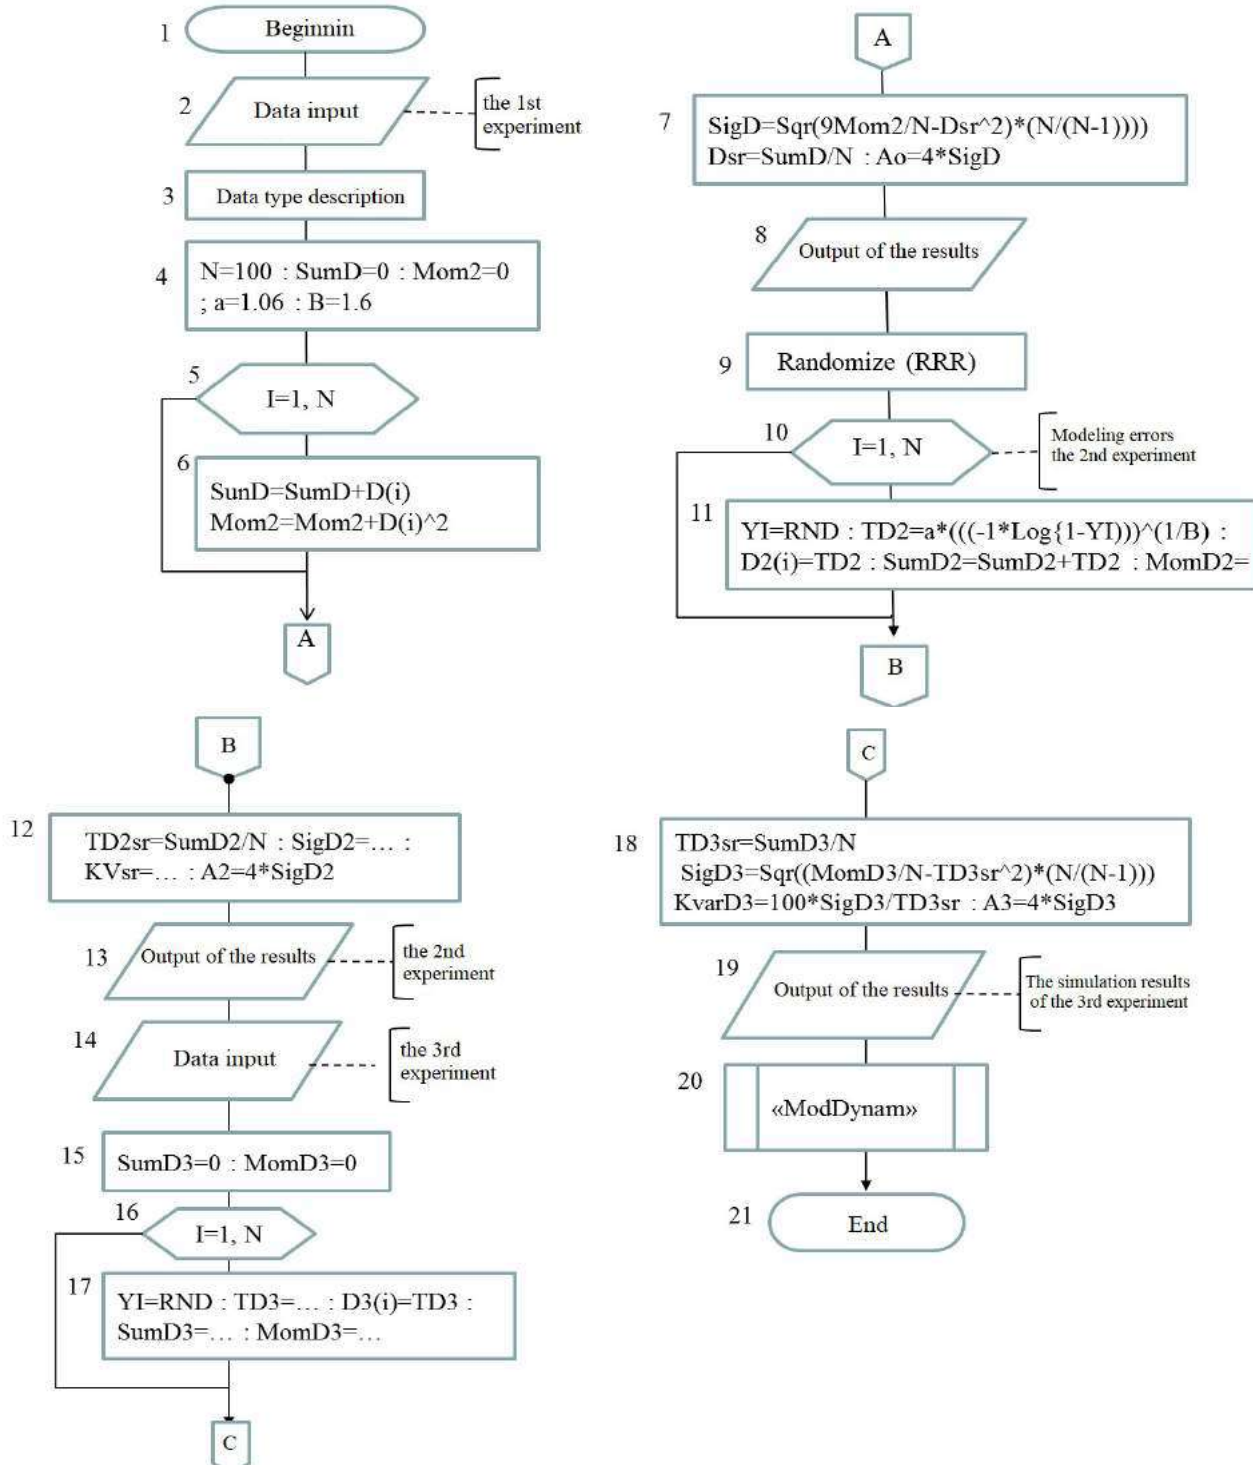 1
Beginnin
2
Data input
the 1st
experiment
3
Data type description
4
N=100 : SumD=0 : Mom2=0
; a=1.06 : B=1.6
5
I=1, N
6
SunD=SumD+D(i)
Mom2=Mom2+D(i)^2
A
A
7
SigD=Sqr(9Mom2/N-Dsr^2)*(N/(N-1))))
Dsr=SumD/N : Ao=4*SigD
8
Output of the results
9
Randomize (RRR)
10
I=1, N
Modeling errors
the 2nd experiment
11
YI=RND : TD2=a*(((-1*Log{1-YI)))^(1/B) :
D2(i)=TD2 : SumD2=SumD2+TD2 : MomD2=
B
B
12
TD2sr=SumD2/N : SigD2=… :
KVsr=… : A2=4*SigD2
13
Output of the results
the 2nd
experiment
14
Data input
the 3rd
experiment
15
SumD3=0 : MomD3=0
16
I=1, N
17
YI=RND : TD3=… : D3(i)=TD3 :
SumD3=… : MomD3=…
C
C
18
TD3sr=SumD3/N
SigD3=Sqr((MomD3/N-TD3sr^2)*(N/(N-1)))
KvarD3=100*SigD3/TD3sr : A3=4*SigD3
19
Output of the results
The simulation results
of the 3rd experiment
20
«ModDynam»
21
End